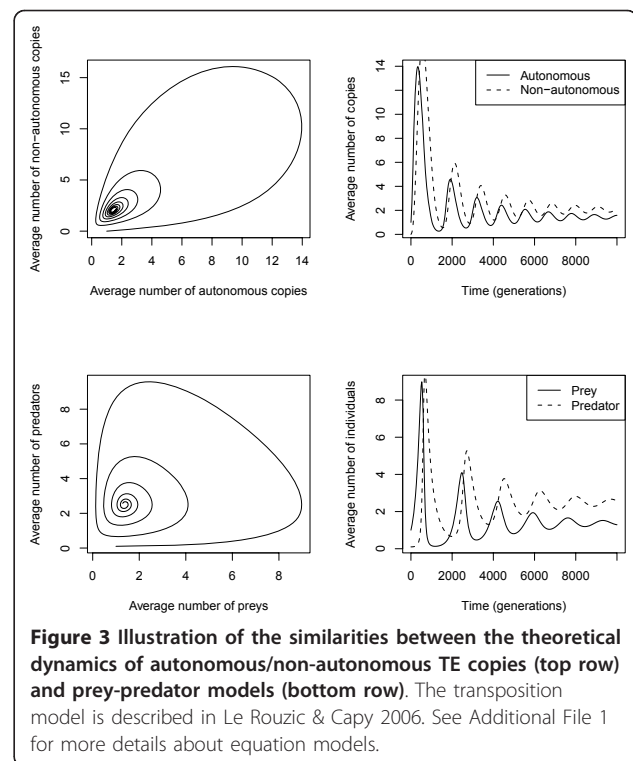 Average number of non−autonomous copies
15
10
5
0
0 2 4 6 8 10 12 14
Average number of autonomous copies
Average number of copies
14
12
10
8
6
4
2
0
Autonomous
Non−autonomous
0 2000 4000 6000 8000
Time (generations)
Average number of predators
8
6
4
2
0
0 2 4 6 8
Average number of preys
Average number of individuals
8
6
4
2
0
Prey
Predator
0 2000 4000 6000 8000
Time (generations)
Figure 3 Illustration of the similarities between the theoretical
dynamics of autonomous/non-autonomous TE copies (top row)
and prey-predator models (bottom row). The transposition
model is described in Le Rouzic & Capy 2006. See Additional File 1
for more details about equation models.